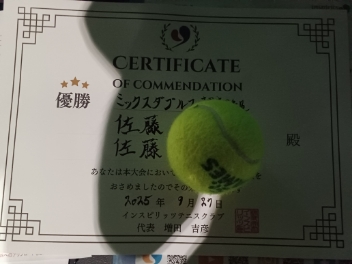 CERTIFICATE
OF COMMENDATION
優勝
ミックスダブルス
佐藤
佐藤
殿
あなたは本大会において
おさめましたのでその
2025年9月27日
インスピリッツテニスクラブ
代表 増田 吉彦